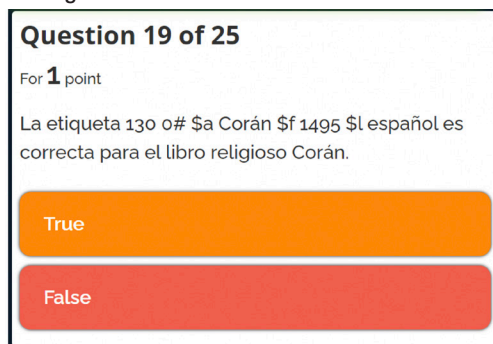 Question 19 of 25
For 1 point
La etiqueta 130 0# $a Corán $f 1495 $l español es
correcta para el libro religioso Corán.
True
False